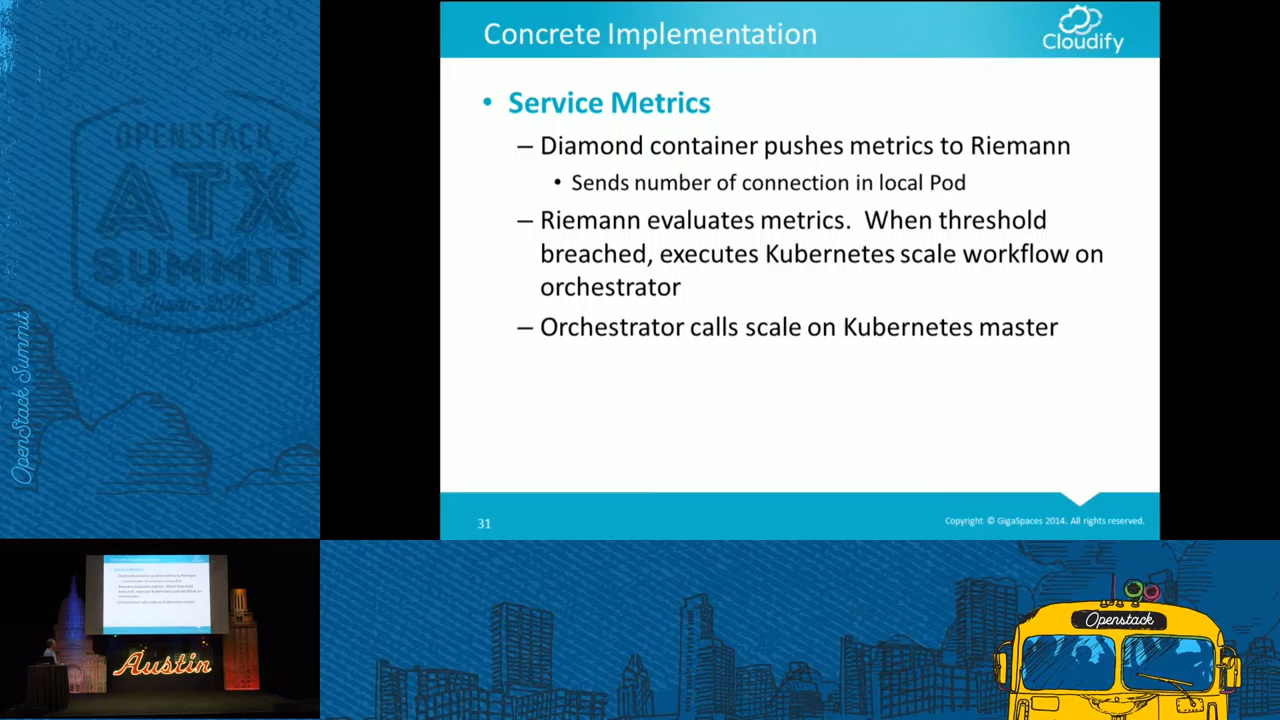 Concrete Implementation
Cloudify
• Service Metrics
– Diamond container pushes metrics to Riemann
• Sends number of connection in local Pod
– Riemann evaluates metrics.  When threshold
breached, executes Kubernetes scale workflow on
orchestrator
– Orchestrator calls scale on Kubernetes master
31
Copyright © GigaSpaces 2014. All rights reserved.
OPENSTACK
ATX
SUMMIT
Austin 2016
OpenStack Summit
Austin
Openstack